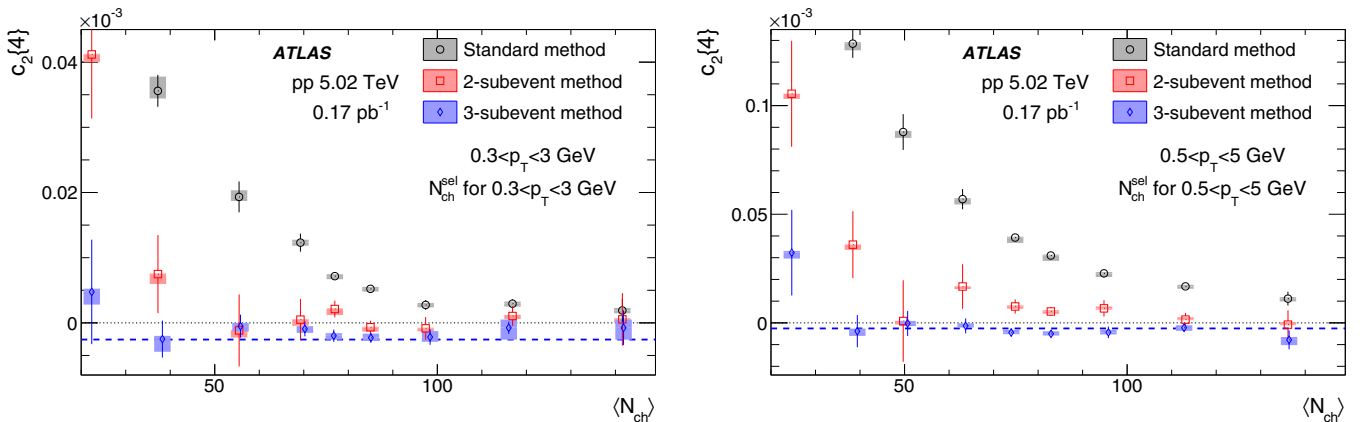 ×10⁻³
c₂{4}
0.04
0.02
0
ATLAS
pp 5.02 TeV
0.17 pb⁻¹
Standard method
2-subevent method
3-subevent method
0.3<p_T<3 GeV
N_ch^sel for 0.3<p_T<3 GeV
50
100
⟨N_ch⟩
×10⁻³
c₂{4}
0.1
0.05
0
ATLAS
pp 5.02 TeV
0.17 pb⁻¹
Standard method
2-subevent method
3-subevent method
0.5<p_T<5 GeV
N_ch^sel for 0.5<p_T<5 GeV
50
100
⟨N_ch⟩